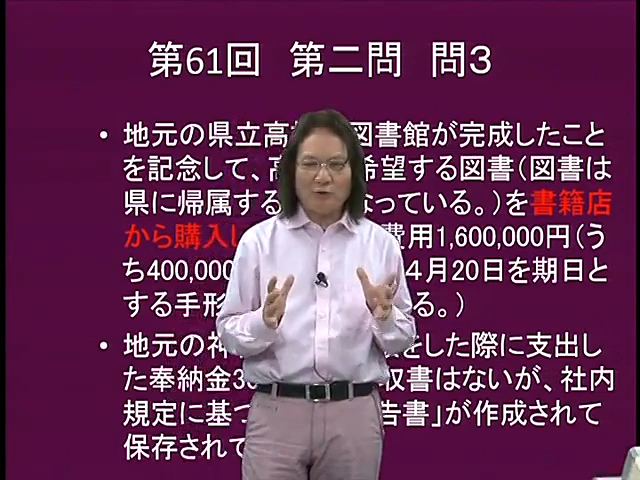 第61回 第二問 問3
• 地元の県立高 図書館が完成したこと
を記念して、高 希望する図書(図書は
県に帰属する なっている。)を書籍店
から購入 費用1,600,000円(う
ち400,000 4月20日を期日と
する手形 る。)
• 地元の神 をした際に支出し
た奉納金3 収書はないが、社内
規定に基づ 告書」が作成されて
保存されて